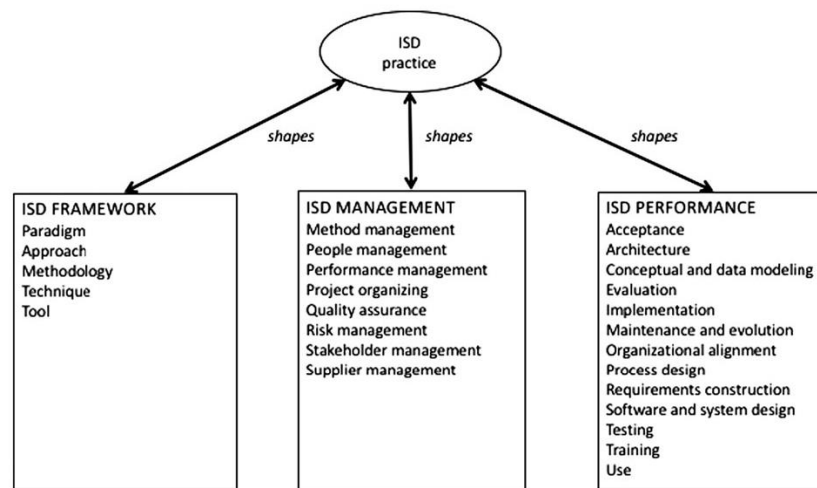 ISD
practice
shapes
shapes
shapes
ISD FRAMEWORK
Paradigm
Approach
Methodology
Technique
Tool
ISD MANAGEMENT
Method management
People management
Performance management
Project organizing
Quality assurance
Risk management
Stakeholder management
Supplier management
ISD PERFORMANCE
Acceptance
Architecture
Conceptual and data modeling
Evaluation
Implementation
Maintenance and evolution
Organizational alignment
Process design
Requirements construction
Software and system design
Testing
Training
Use